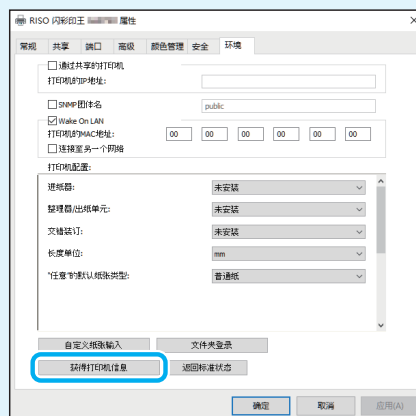 RISO 闪彩印王 属性
常规 共享 端口 高级 颜色管理 安全 环境
通过共享的打印机
打印机的IP地址:
SNMP团体名 public
Wake On LAN
打印机的MAC地址: 00 00 00 00 00 00
连接至另一个网络
打印机配置:
进纸器: 未安装
整理器/出纸单元: 未安装
交错装订: 未安装
长度单位: mm
"任意"的默认纸张类型: 普通纸
自定义纸张输入 文件夹登录
获得打印机信息 返回标准状态
确定 取消 应用(A)